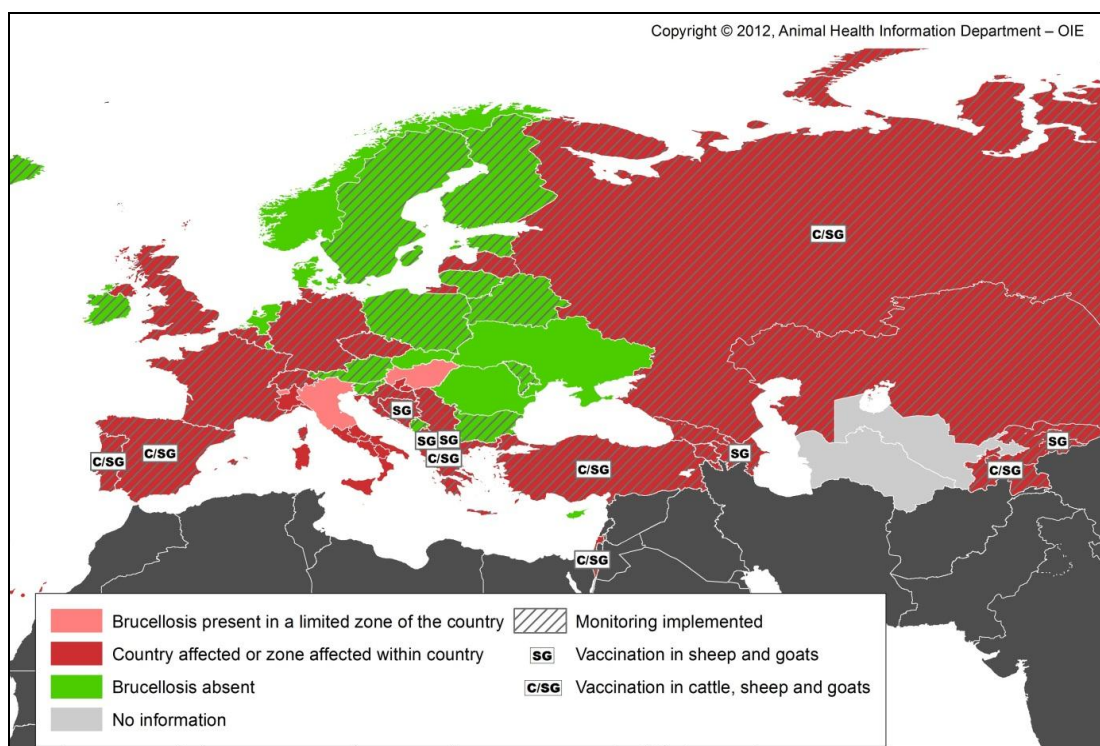 Copyright © 2012, Animal Health Information Department – OIE
C/SG
SG
C/SG
C/SG
SG
SG
C/SG
C/SG
SG
C/SG
SG
C/SG
Brucellosis present in a limited zone of the country
Monitoring implemented
Country affected or zone affected within country
SG
Vaccination in sheep and goats
Brucellosis absent
C/SG
Vaccination in cattle, sheep and goats
No information